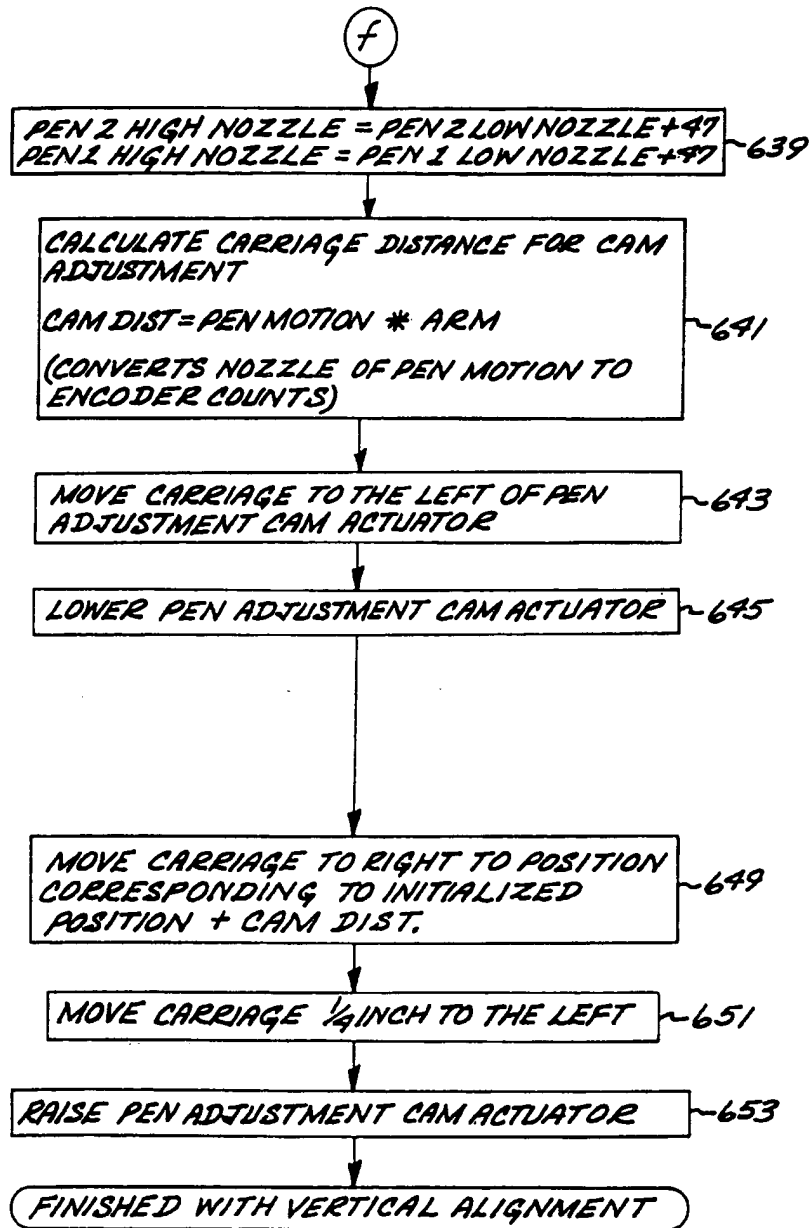 f
PEN 2 HIGH NOZZLE = PEN 2 LOW NOZZLE+47
PEN 1 HIGH NOZZLE = PEN 1 LOW NOZZLE+47
639
CALCULATE CARRIAGE DISTANCE FOR CAM
ADJUSTMENT
CAM DIST = PEN MOTION * ARM
(CONVERTS NOZZLE OF PEN MOTION TO
ENCODER COUNTS)
641
MOVE CARRIAGE TO THE LEFT OF PEN
ADJUSTMENT CAM ACTUATOR
643
LOWER PEN ADJUSTMENT CAM ACTUATOR
645
MOVE CARRIAGE TO RIGHT TO POSITION
CORRESPONDING TO INITIALIZED
POSITION + CAM DIST.
649
MOVE CARRIAGE 1/4 INCH TO THE LEFT
651
RAISE PEN ADJUSTMENT CAM ACTUATOR
653
FINISHED WITH VERTICAL ALIGNMENT